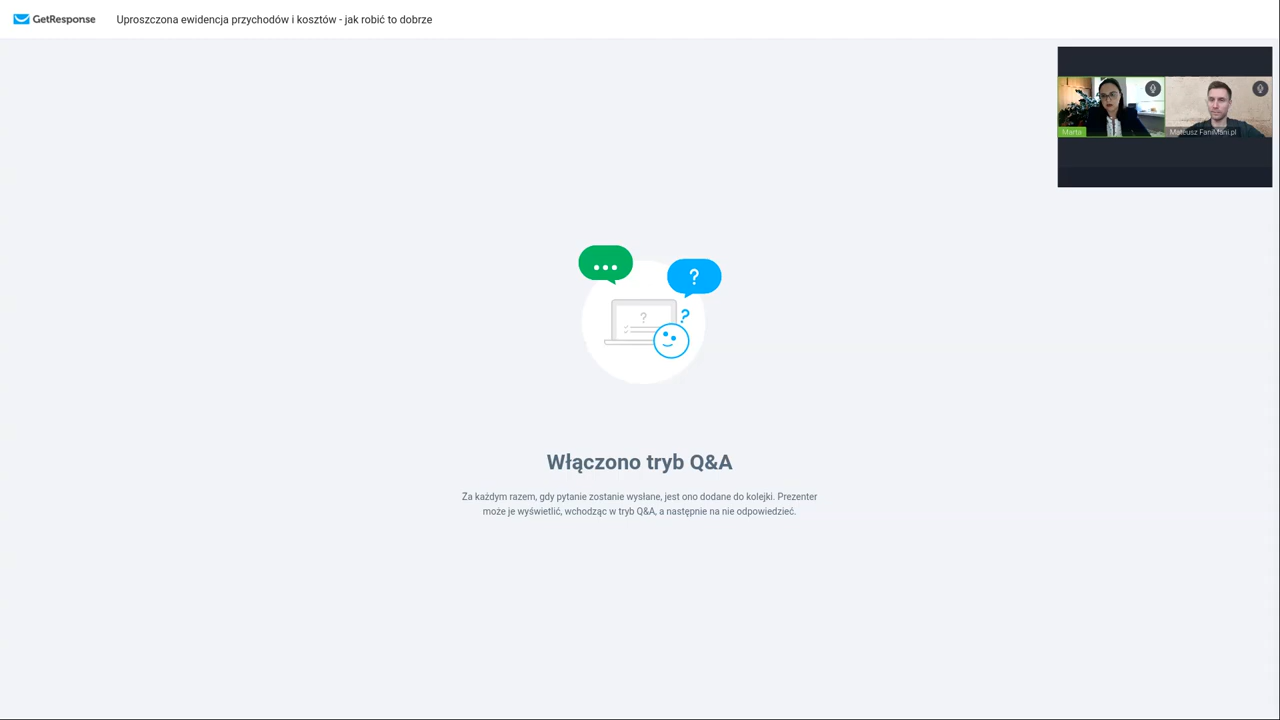 GetResponse
Uproszczona ewidencja przychodów i kosztów - jak robić to dobrze
Marta
Mateusz FaniMani.pl
?
?
?
Włączono tryb Q&A
Za każdym razem, gdy pytanie zostanie wysłane, jest ono dodane do kolejki. Prezenter
może je wyświetlić, wchodząc w tryb Q&A, a następnie na nie odpowiedzieć.